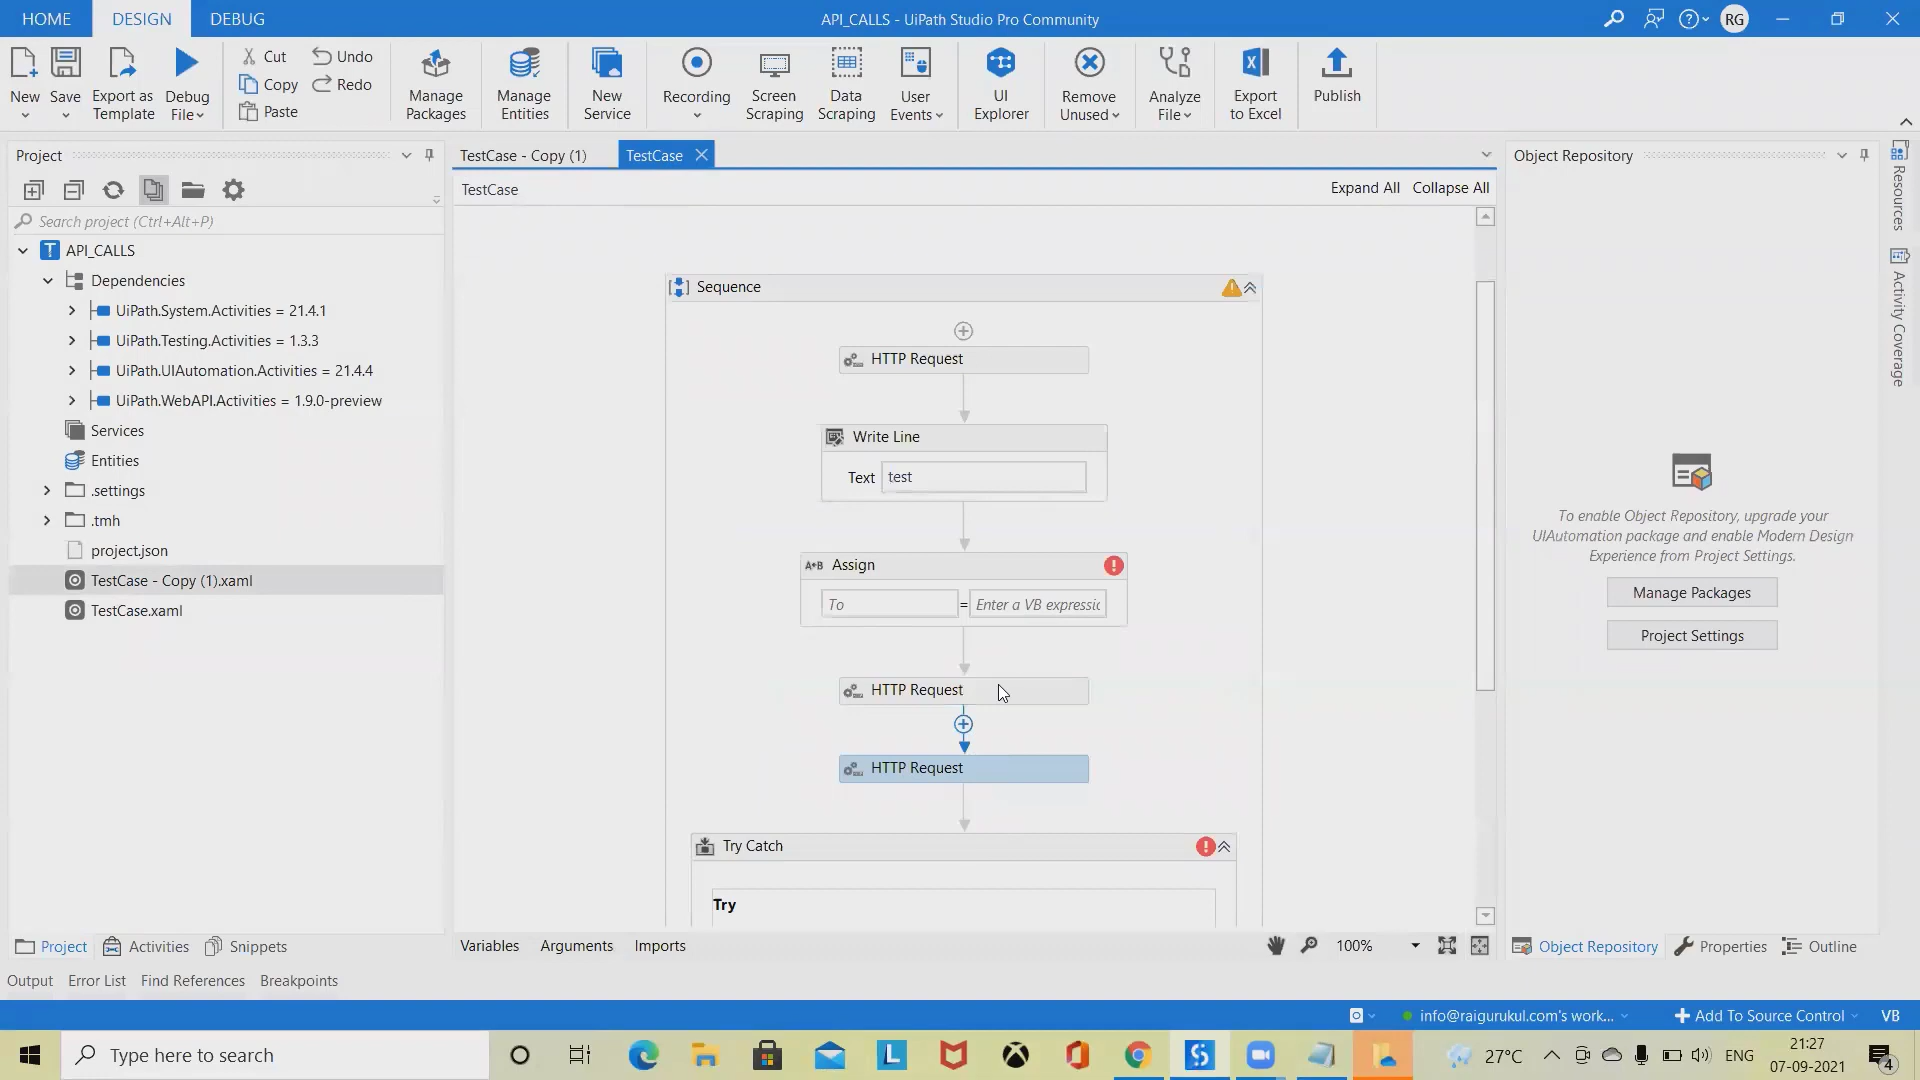 HOME
DESIGN
DEBUG
API_CALLS - UiPath Studio Pro Community
RG
New
Save
Export as
Template
Debug
File
Cut
Copy
Paste
Undo
Redo
Manage
Packages
Manage
Entities
New
Service
Recording
Screen
Scraping
Data
Scraping
User
Events
UI
Explorer
Remove
Unused
Analyze
File
Export
to Excel
Publish
Project
TestCase - Copy (1)
TestCase
Object Repository
Resources
TestCase
Expand All
Collapse All
Search project (Ctrl+Alt+P)
API_CALLS
Dependencies
UiPath.System.Activities = 21.4.1
UiPath.Testing.Activities = 1.3.3
UiPath.UIAutomation.Activities = 21.4.4
UiPath.WebAPI.Activities = 1.9.0-preview
Services
Entities
.settings
.tmh
project.json
TestCase - Copy (1).xaml
TestCase.xaml
Sequence
HTTP Request
Write Line
Text
test
A+B Assign
To
=
Enter a VB expressic
HTTP Request
HTTP Request
Try Catch
Try
Activity Coverage
To enable Object Repository, upgrade your
UIAutomation package and enable Modern Design
Experience from Project Settings.
Manage Packages
Project Settings
Project
Activities
Snippets
Variables
Arguments
Imports
100%
Object Repository
Properties
Outline
Output
Error List
Find References
Breakpoints
info@raigurukul.com's work...
Add To Source Control
VB
Type here to search
27°C
ENG
21:27
07-09-2021
4